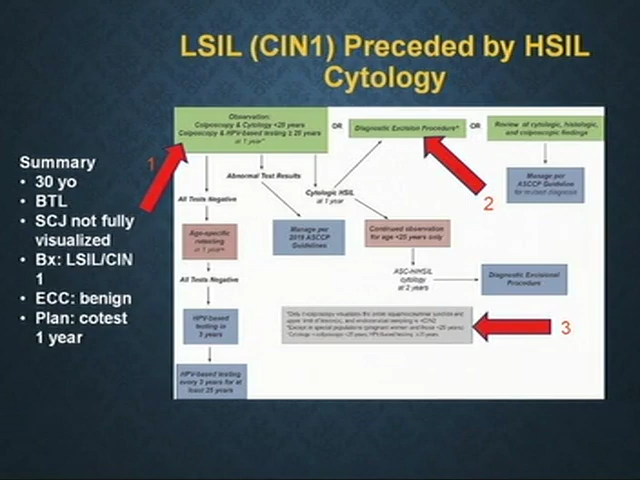 LSIL (CIN1) Preceded by HSIL
Cytology
Summary
• 30 yo
• BTL
• SCJ not fully
visualized
• Bx: LSIL/CIN
1
• ECC: benign
• Plan: cotest
1 year
1
2
3
Observation:
Colposcopy & Cytology <25 years
Colposcopy & HPV-based testing ≥ 25 years
at 1 year*
OR
Diagnostic Excision Procedure^
OR
Review of cytologic, histologic,
and colposcopic findings
Abnormal Test Results
Cytologic HSIL
at 1 year
Manage per
ASCCP Guideline
for revised diagnosis
All Tests Negative
Age-specific
retesting
in 1 year+
Manage per
2019 ASCCP
Guidelines
Continued observation
for age <25 years only
All Tests Negative
ASC-H/HSIL
cytology
at 2 years
Diagnostic Excisional
Procedure
HPV-based
testing in
3 years
HPV-based testing
every 3 years for at
least 25 years